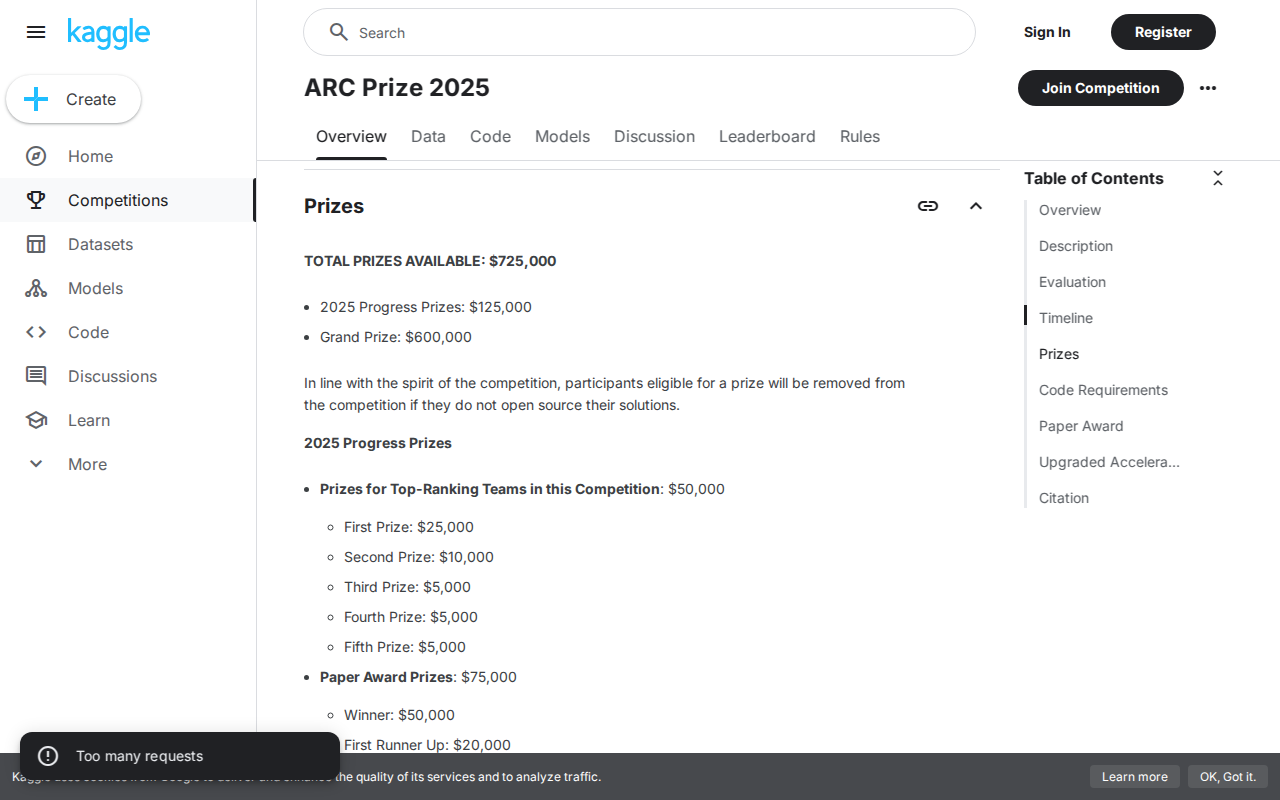 kaggle
Search
Sign In
Register
Create
Home
Competitions
Datasets
Models
Code
Discussions
Learn
More
ARC Prize 2025
Join Competition
Overview
Data
Code
Models
Discussion
Leaderboard
Rules
Prizes
TOTAL PRIZES AVAILABLE: $725,000
2025 Progress Prizes: $125,000
Grand Prize: $600,000
In line with the spirit of the competition, participants eligible for a prize will be removed from
the competition if they do not open source their solutions.
2025 Progress Prizes
Prizes for Top-Ranking Teams in this Competition: $50,000
First Prize: $25,000
Second Prize: $10,000
Third Prize: $5,000
Fourth Prize: $5,000
Fifth Prize: $5,000
Paper Award Prizes: $75,000
Winner: $50,000
First Runner Up: $20,000
Table of Contents
Overview
Description
Evaluation
Timeline
Prizes
Code Requirements
Paper Award
Upgraded Accelera...
Citation
Too many requests
the quality of its services and to analyze traffic.
Learn more
OK, Got it.